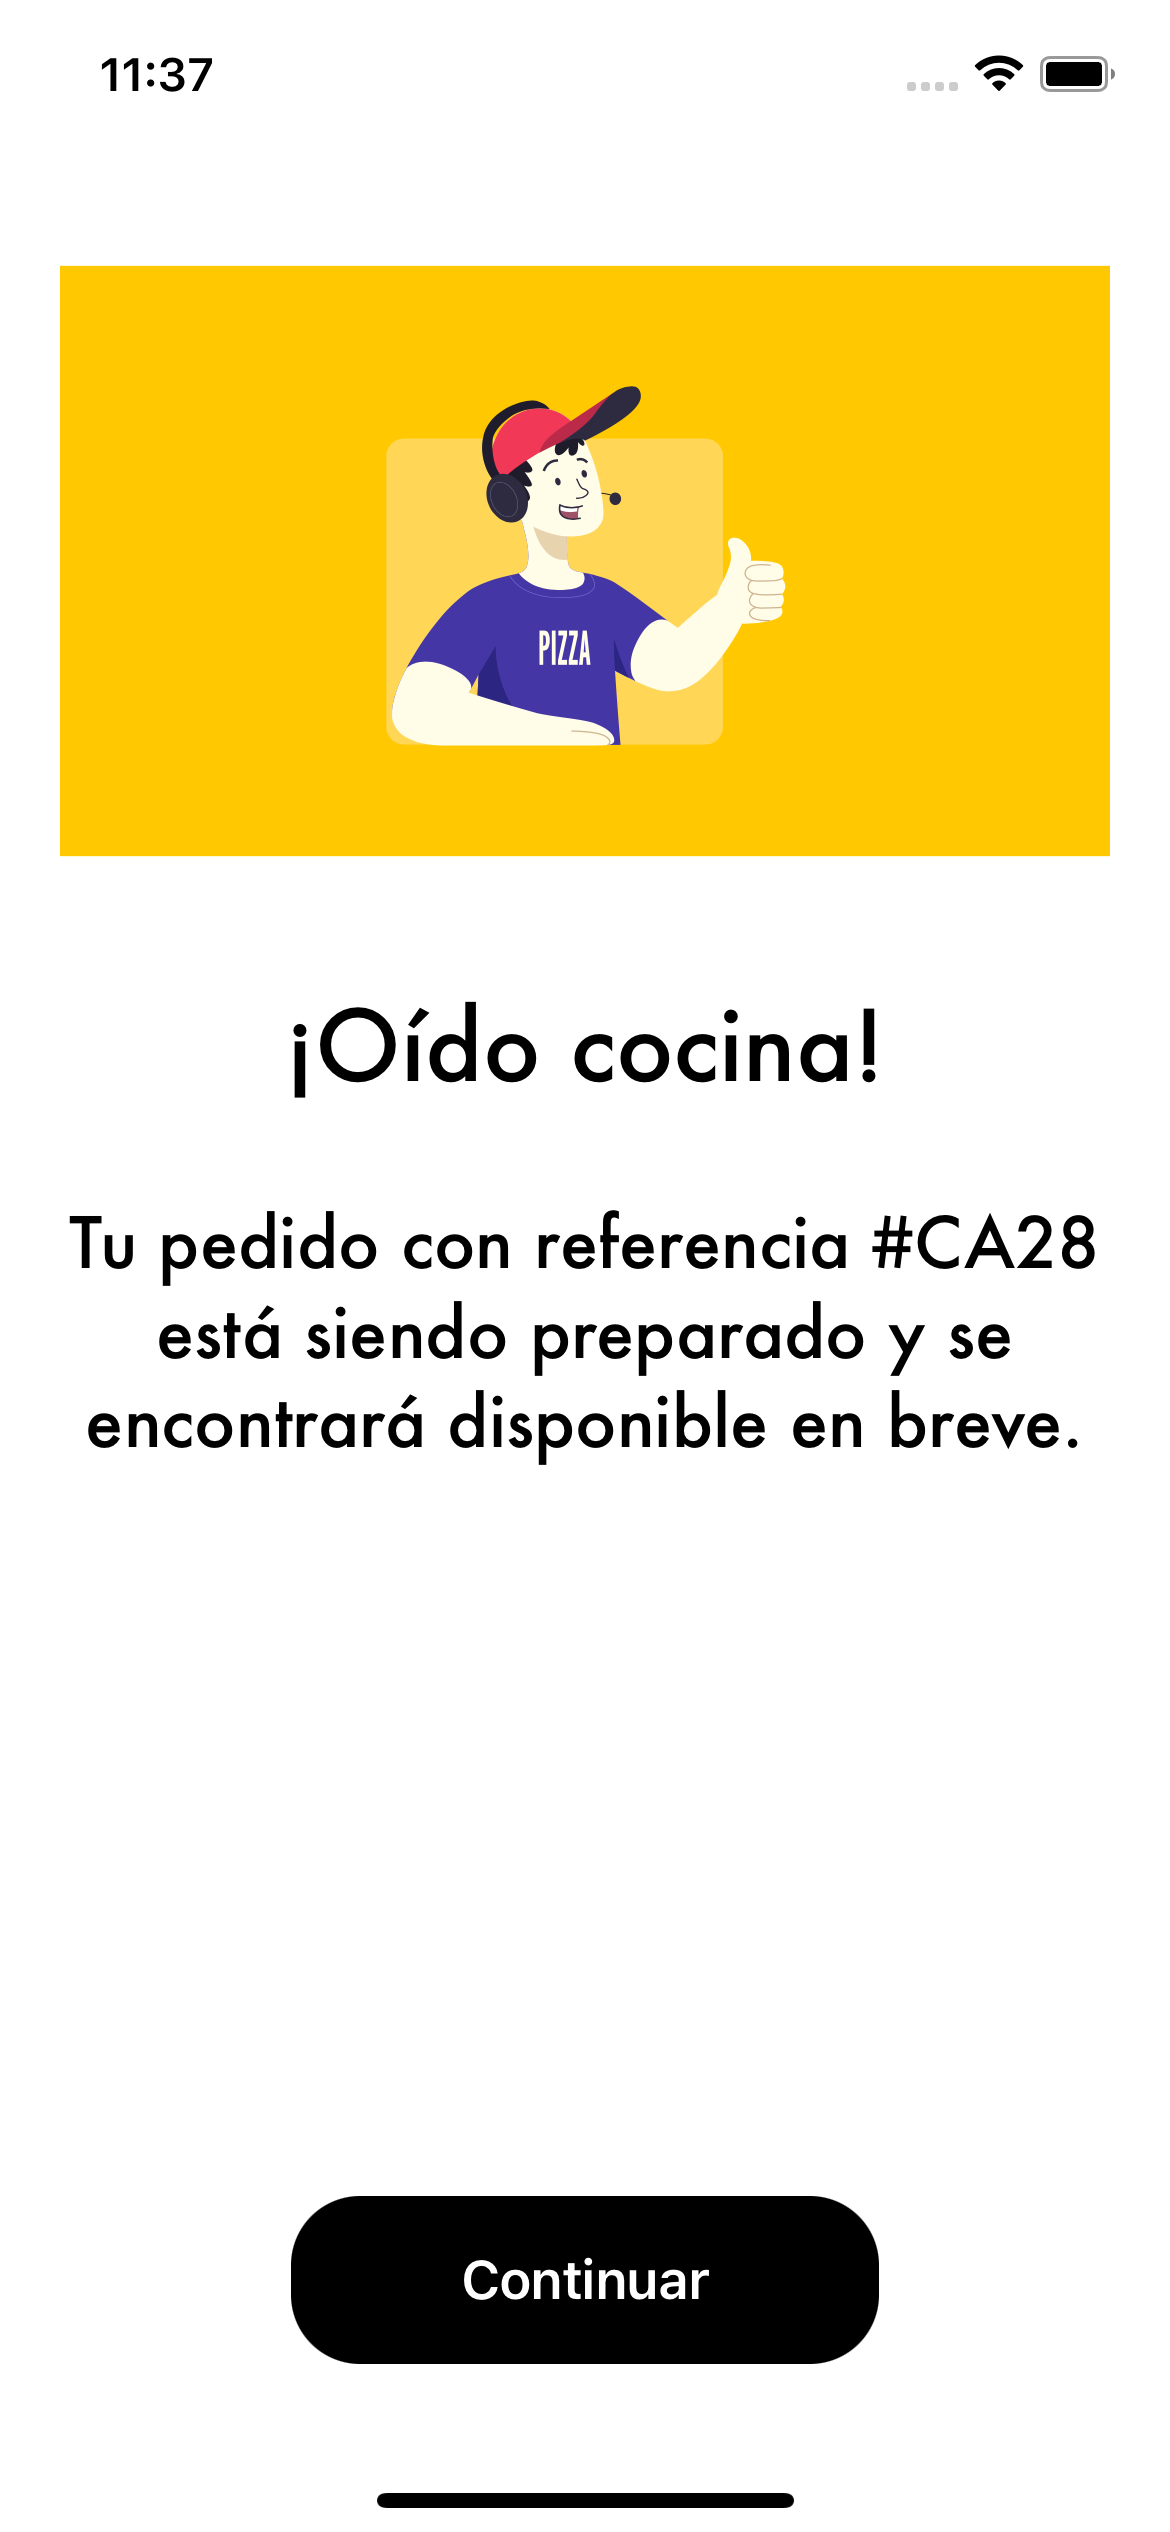 11:37
PIZZA
¡Oído cocina!
Tu pedido con referencia #CA28
está siendo preparado y se
encontrará disponible en breve.
Continuar